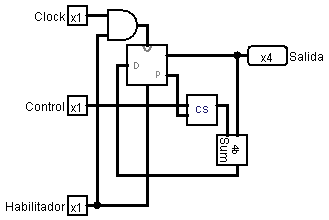 Clock x1
D
P
x4 Salida
Control x1
CS
Sum 4b
Habilitador x1